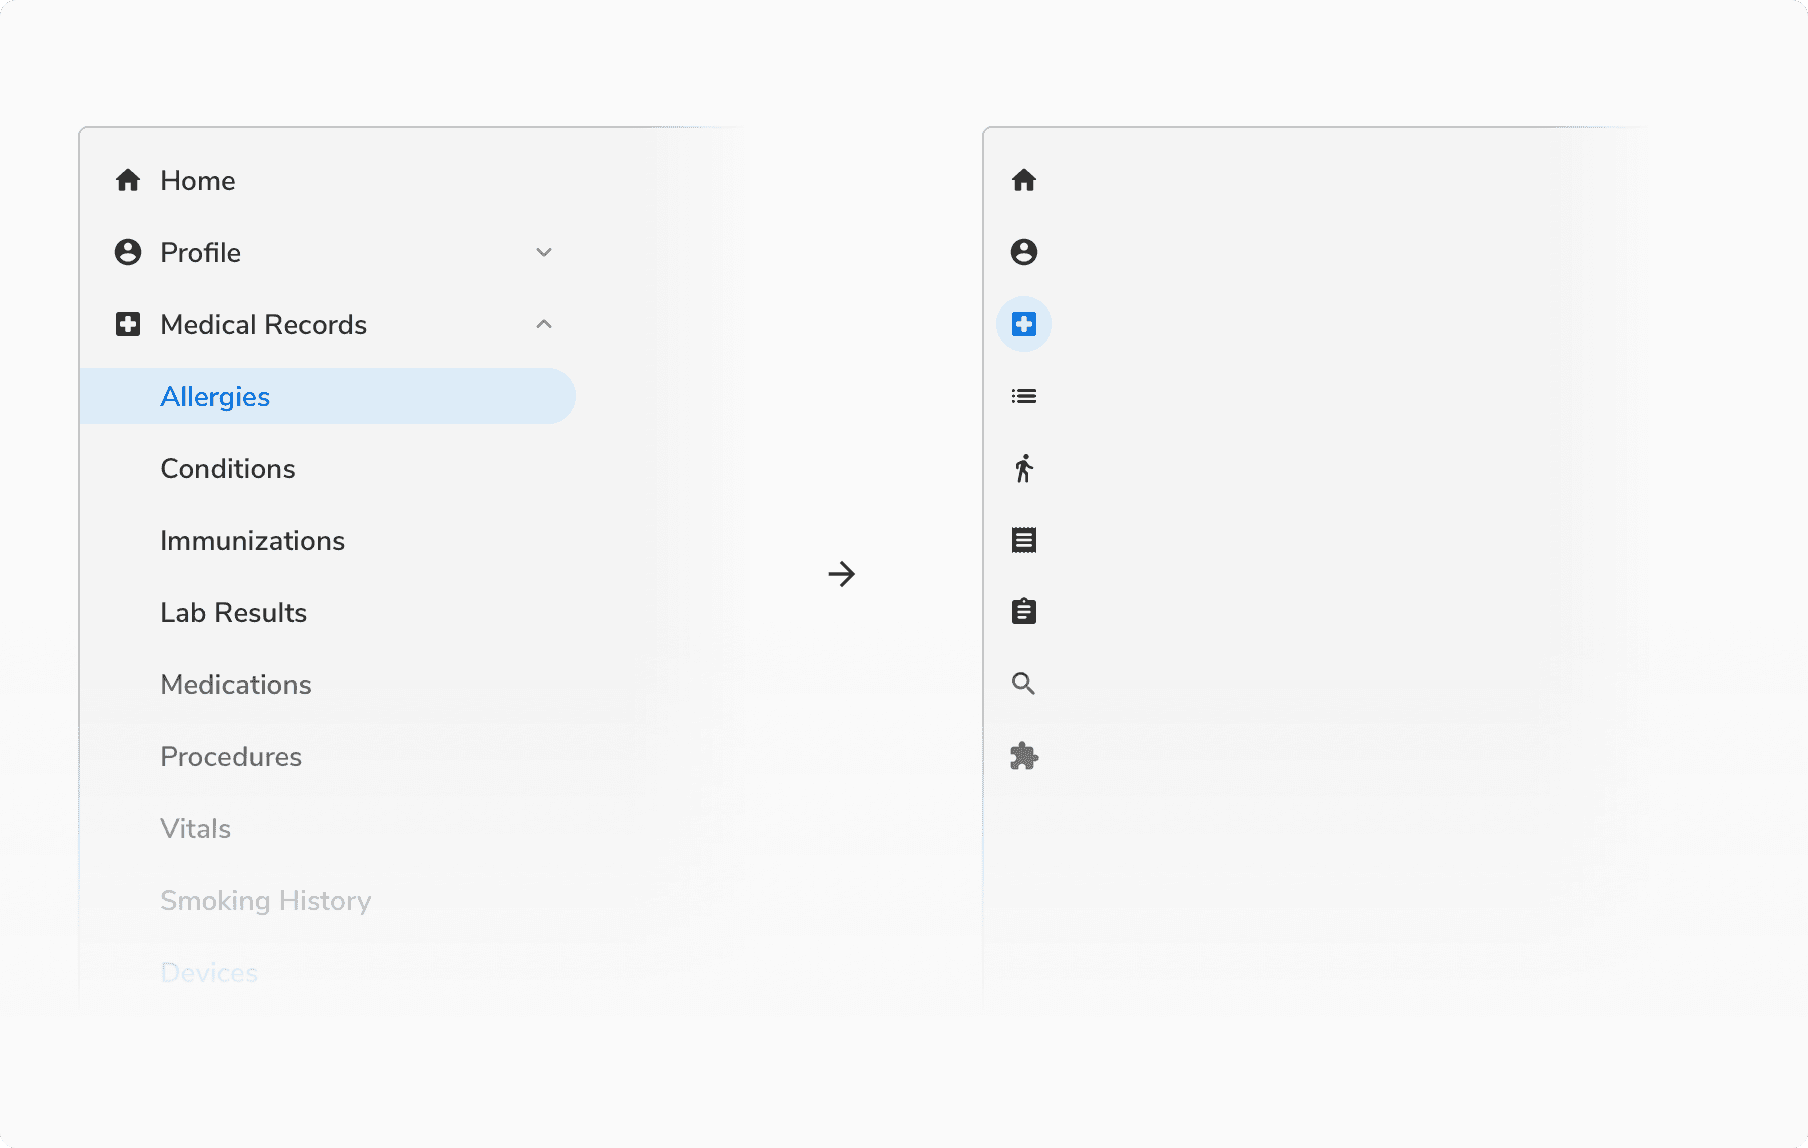 Home
Profile
Medical Records
Allergies
Conditions
Immunizations
Lab Results
Medications
Procedures
Vitals
Smoking History
Devices